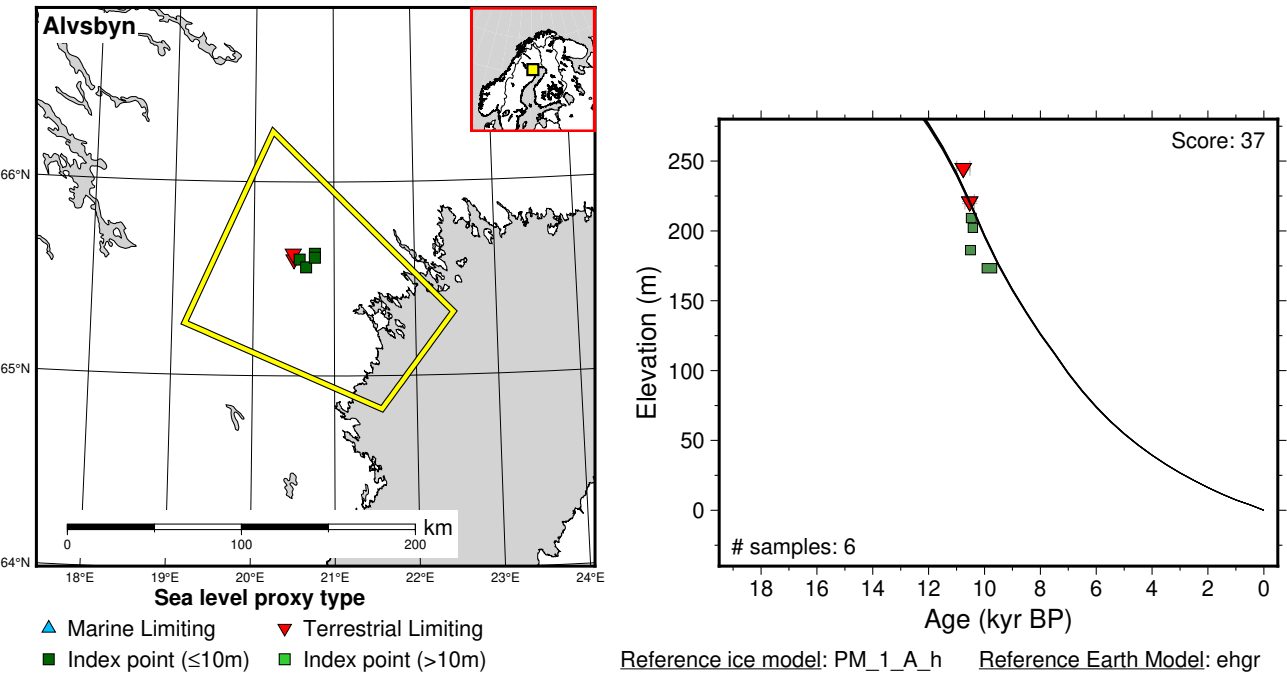 Alvsbyn
66°N
65°N
64°N
km
0 100 200
18°E 19°E 20°E 21°E 22°E 23°E 24°E
Sea level proxy type
Marine Limiting
Terrestrial Limiting
Index point (≤10m)
Index point (>10m)
Score: 37
250
200
150
100
50
0
Elevation (m)
# samples: 6
18 16 14 12 10 8 6 4 2 0
Age (kyr BP)
Reference ice model: PM_1_A_h
Reference Earth Model: ehgr